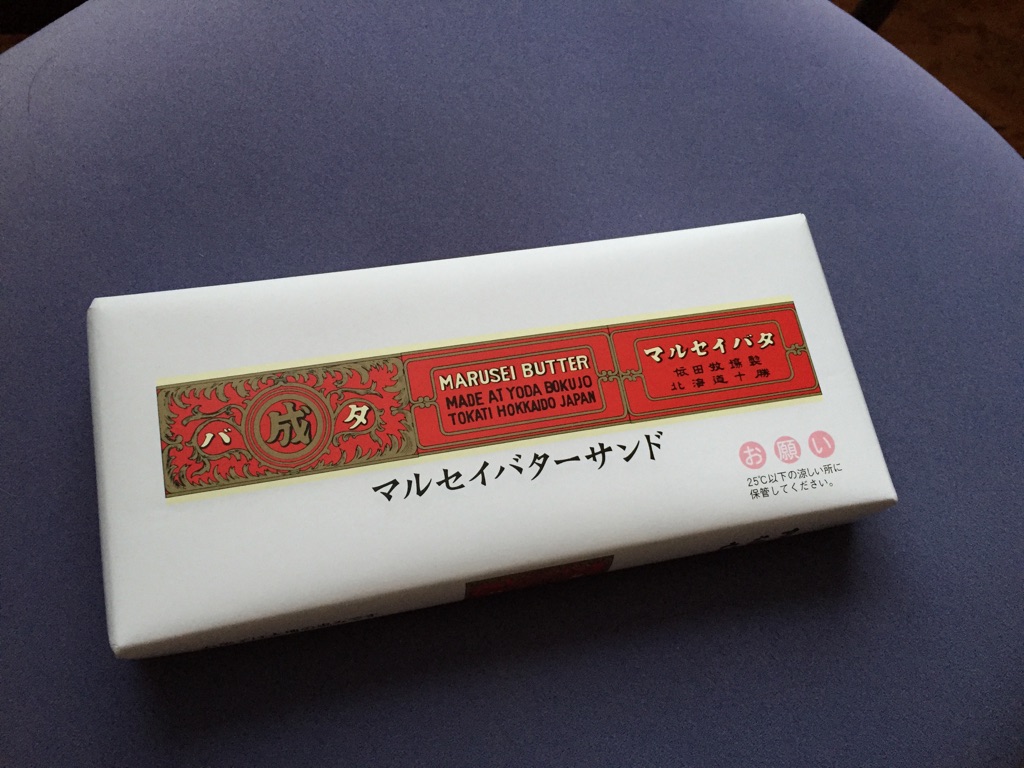 バ 成 タ
MARUSEI BUTTER
MADE AT YODA BOKUJO
TOKATI HOKKAIDO JAPAN
マルセイバタ
依田牧場製
北海道十勝
マルセイバターサンド
お願い
25℃以下の涼しい所に
保管してください。